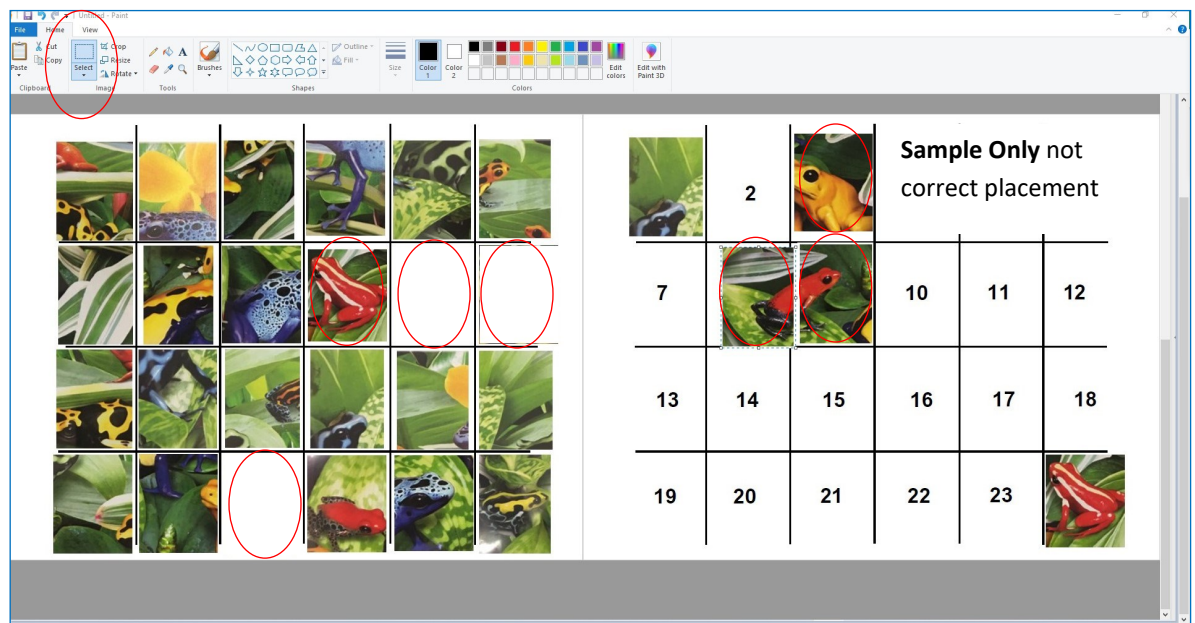 Untitled - Paint
File Home View
Paste
Cut
Copy
Clipboard
Select
Crop
Resize
Rotate
Image
Tools
Brushes
Shapes
Outline
Fill
Size
Color
1
Color
2
Colors
Edit
colors
Edit with
Paint 3D
Sample Only not
correct placement
2
7
10
11
12
13
14
15
16
17
18
19
20
21
22
23